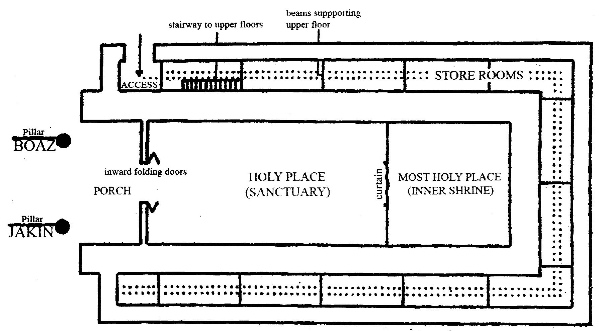 stairway to upper floors
beams suppporting
upper floor
ACCESS
STORE ROOMS
Pillar
BOAZ
inward folding doors
HOLY PLACE
(SANCTUARY)
curtain
MOST HOLY PLACE
(INNER SHRINE)
PORCH
Pillar
JAKIN